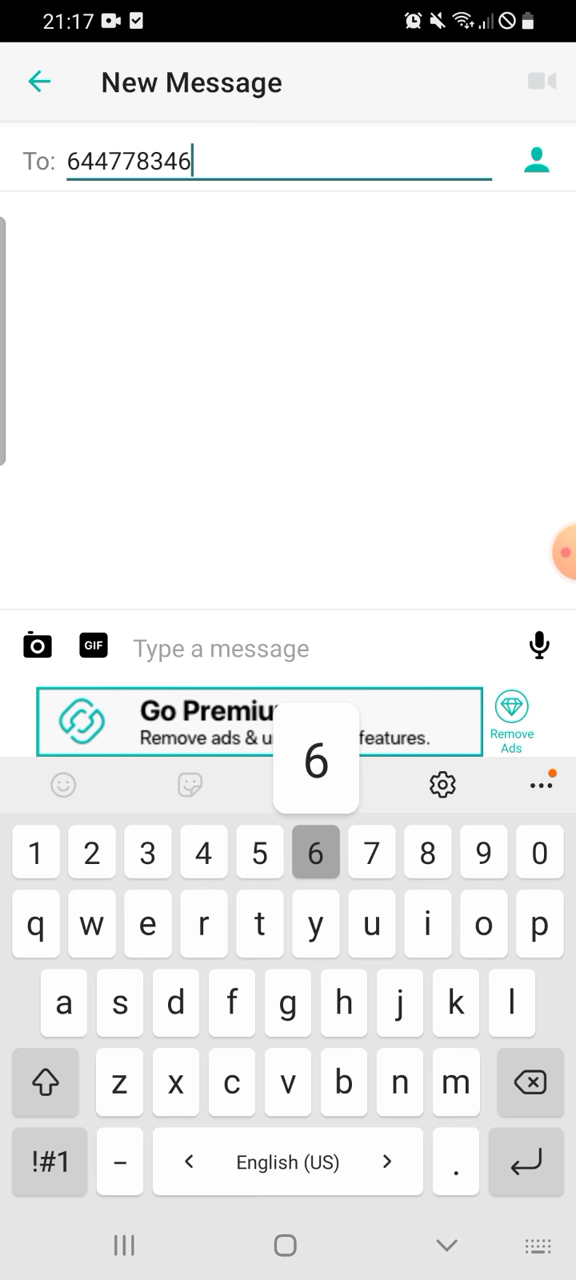 21:17
New Message
To: 644778346
GIF
Type a message
Go Premiu
Remove ads & u features.
Remove
Ads
6
1 2 3 4 5 6 7 8 9 0
q w e r t y u i o p
a s d f g h j k l
z x c v b n m
!#1 – < English (US) > .